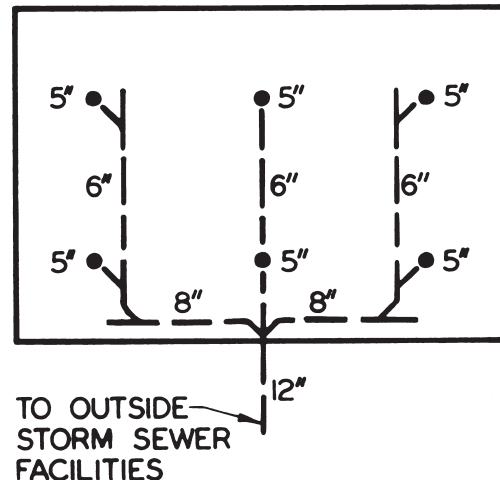 5" 5" 5"
6" 6" 6"
5" 5" 5"
8" 8"
12"
TO OUTSIDE
STORM SEWER
FACILITIES